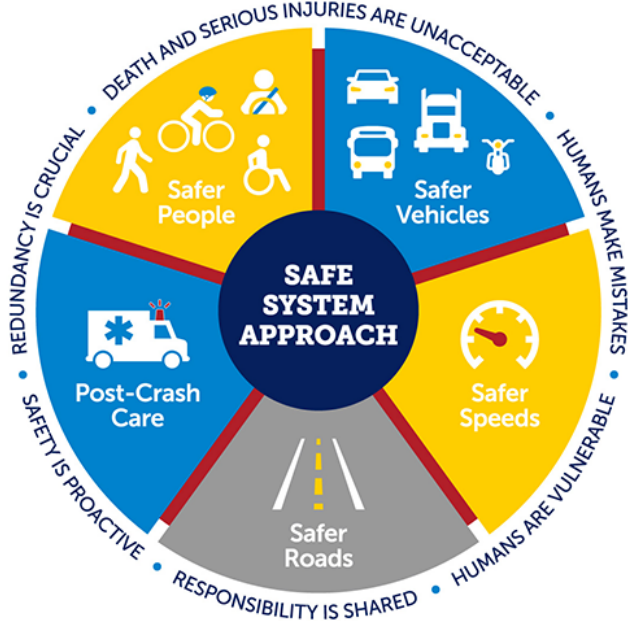 DEATH AND SERIOUS INJURIES ARE UNACCEPTABLE
HUMANS MAKE MISTAKES
HUMANS ARE VULNERABLE
RESPONSIBILITY IS SHARED
SAFETY IS PROACTIVE
REDUNDANCY IS CRUCIAL
Safer
People
Safer
Vehicles
SAFE
SYSTEM
APPROACH
Post-Crash
Care
Safer
Speeds
Safer
Roads